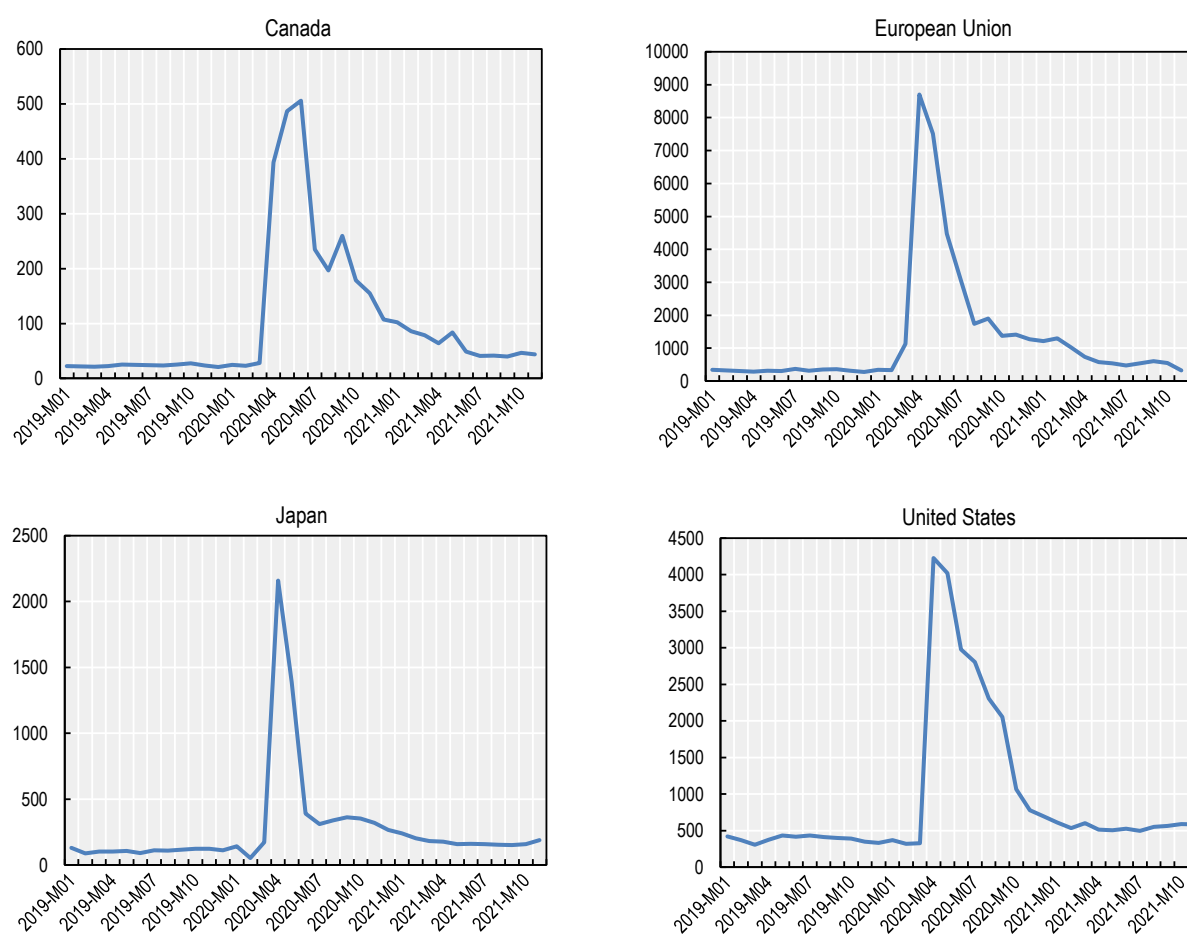 Canada
600
500
400
300
200
100
0
2019-M01
2019-M04
2019-M07
2019-M10
2020-M01
2020-M04
2020-M07
2020-M10
2021-M01
2021-M04
2021-M07
2021-M10
European Union
10000
9000
8000
7000
6000
5000
4000
3000
2000
1000
0
2019-M01
2019-M04
2019-M07
2019-M10
2020-M01
2020-M04
2020-M07
2020-M10
2021-M01
2021-M04
2021-M07
2021-M10
Japan
2500
2000
1500
1000
500
0
2019-M01
2019-M04
2019-M07
2019-M10
2020-M01
2020-M04
2020-M07
2020-M10
2021-M01
2021-M04
2021-M07
2021-M10
United States
4500
4000
3500
3000
2500
2000
1500
1000
500
0
2019-M01
2019-M04
2019-M07
2019-M10
2020-M01
2020-M04
2020-M07
2020-M10
2021-M01
2021-M04
2021-M07
2021-M10